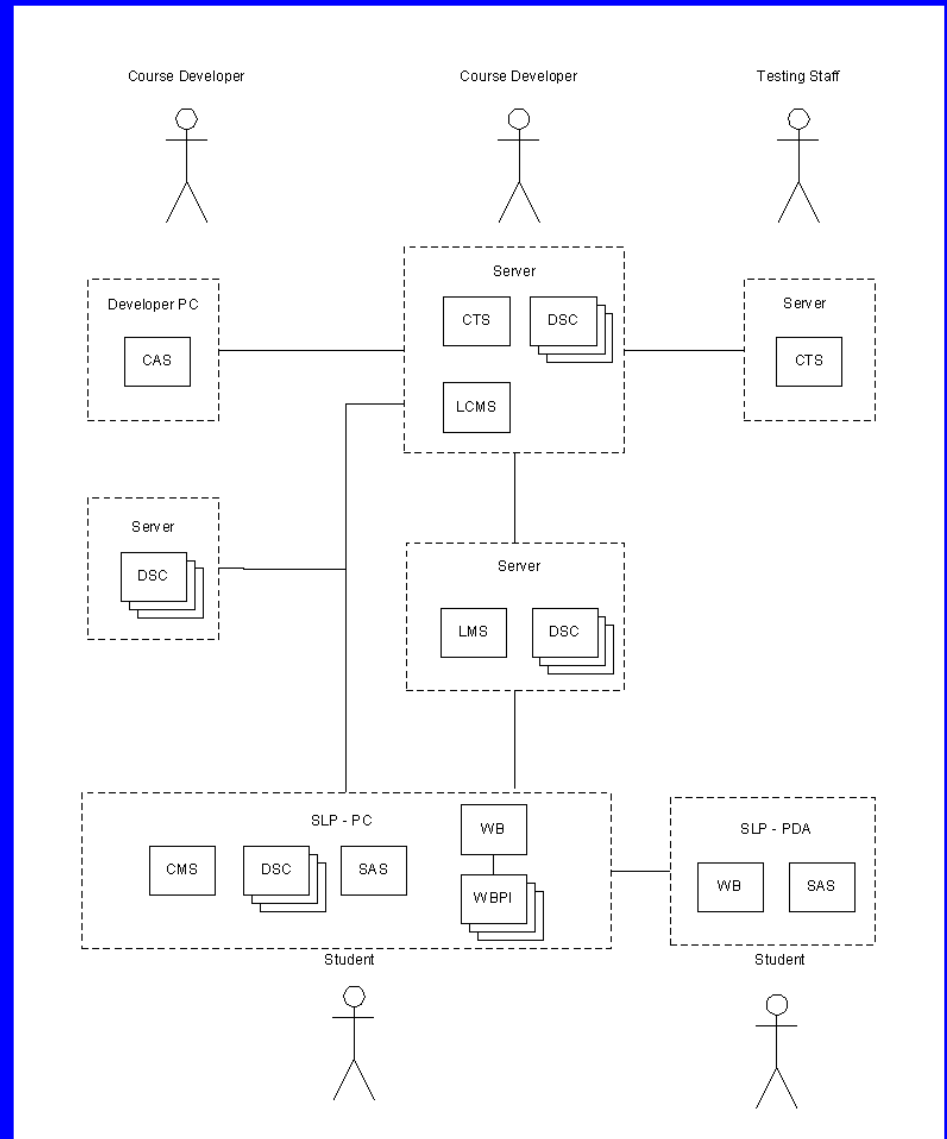 Course Developer
Course Developer
Testing Staff
Server
Developer PC
Server
CTS
DSC
CAS
CTS
LCMS
Server
DSC
Server
LMS
DSC
SLP - PC
WB
SLP - PDA
CMS
DSC
SAS
WBPI
WB
SAS
Student
Student